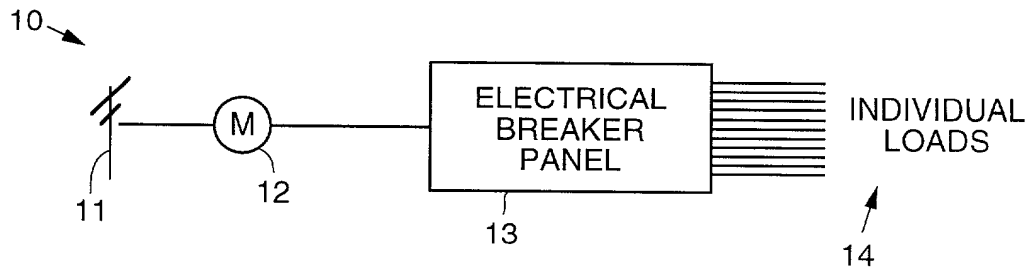 10
M
ELECTRICAL
BREAKER
PANEL
INDIVIDUAL
LOADS
11
12
13
14